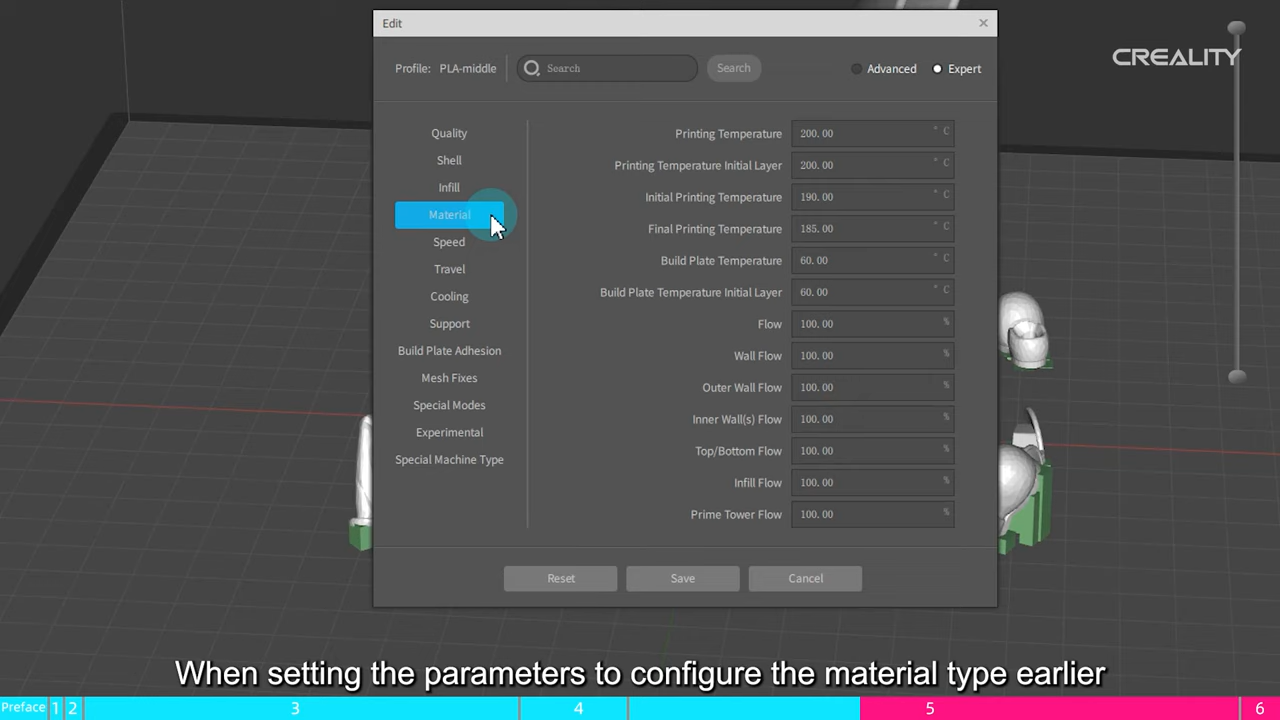 Edit
CREALITY
Profile: PLA-middle
Search
Search
Advanced
Expert
Quality
Shell
Infill
Material
Speed
Travel
Cooling
Support
Build Plate Adhesion
Mesh Fixes
Special Modes
Experimental
Special Machine Type
Printing Temperature 200.00 °C
Printing Temperature Initial Layer 200.00 °C
Initial Printing Temperature 190.00 °C
Final Printing Temperature 185.00 °C
Build Plate Temperature 60.00 °C
Build Plate Temperature Initial Layer 60.00 °C
Flow 100.00 %
Wall Flow 100.00 %
Outer Wall Flow 100.00 %
Inner Wall(s) Flow 100.00 %
Top/Bottom Flow 100.00 %
Infill Flow 100.00 %
Prime Tower Flow 100.00 %
Reset Save Cancel
When setting the parameters to configure the material type earlier
Preface 1 2 3 4 5 6